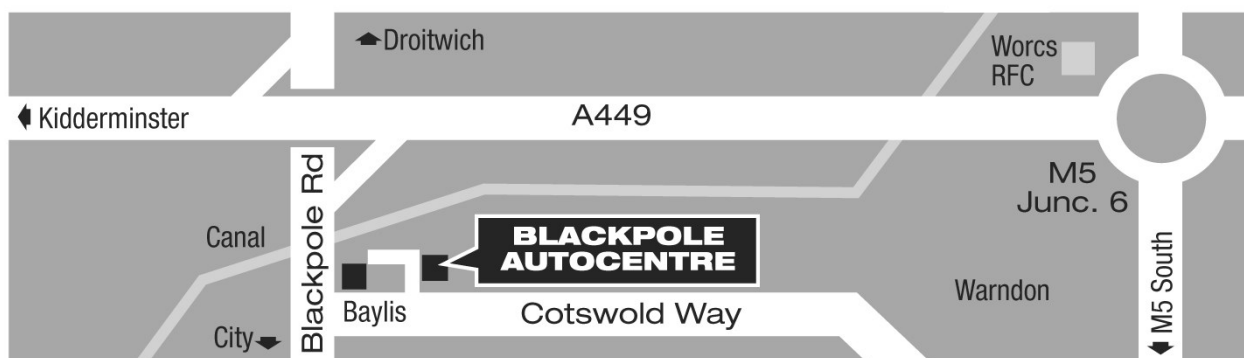 Droitwich
Worcs
RFC
Kidderminster
A449
M5
Junc. 6
Blackpole Rd
Canal
BLACKPOLE
AUTOCENTRE
Warndon
M5 South
Baylis
Cotswold Way
City